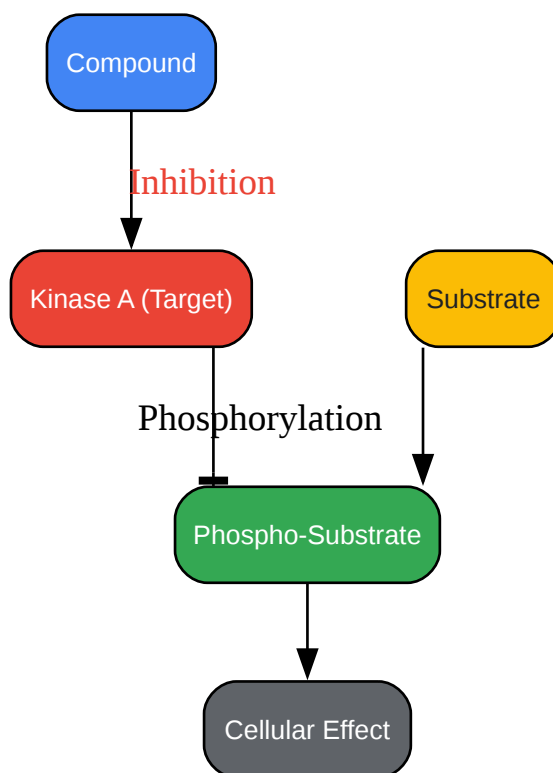 Compound
Inhibition
Kinase A (Target)
Substrate
Phosphorylation
Phospho-Substrate
Cellular Effect